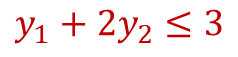 y₁ + 2y₂ ≤ 3